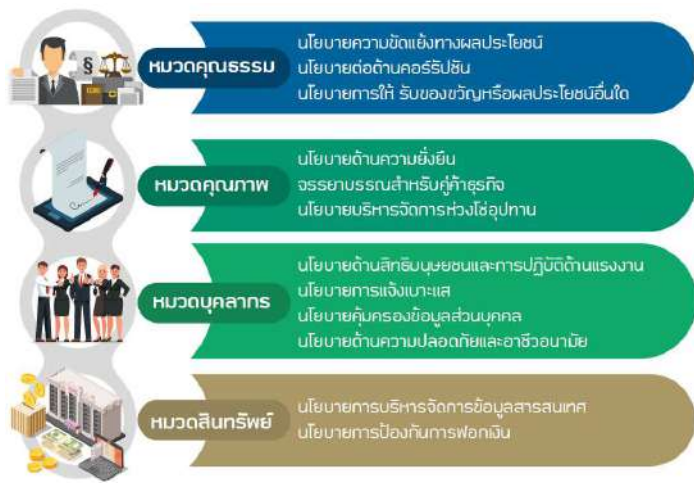 หมวดคุณธรรม
นโยบายความขัดแย้งทางผลประโยชน์
นโยบายต่อต้านคอร์รัปชัน
นโยบายการให้ รับของขวัญหรือผลประโยชน์อื่นใด
หมวดคุณภาพ
นโยบายด้านความยั่งยืน
จรรยาบรรณสำหรับคู่ค้าธุรกิจ
นโยบายบริหารจัดการห่วงโซ่อุปทาน
หมวดบุคลากร
นโยบายด้านสิทธิมนุษยชนและการปฏิบัติด้านแรงงาน
นโยบายการแจ้งเบาะแส
นโยบายคุ้มครองข้อมูลส่วนบุคคล
นโยบายด้านความปลอดภัยและอาชีวอนามัย
หมวดสินทรัพย์
นโยบายการบริหารจัดการข้อมูลสารสนเทศ
นโยบายการป้องกันการฟอกเงิน